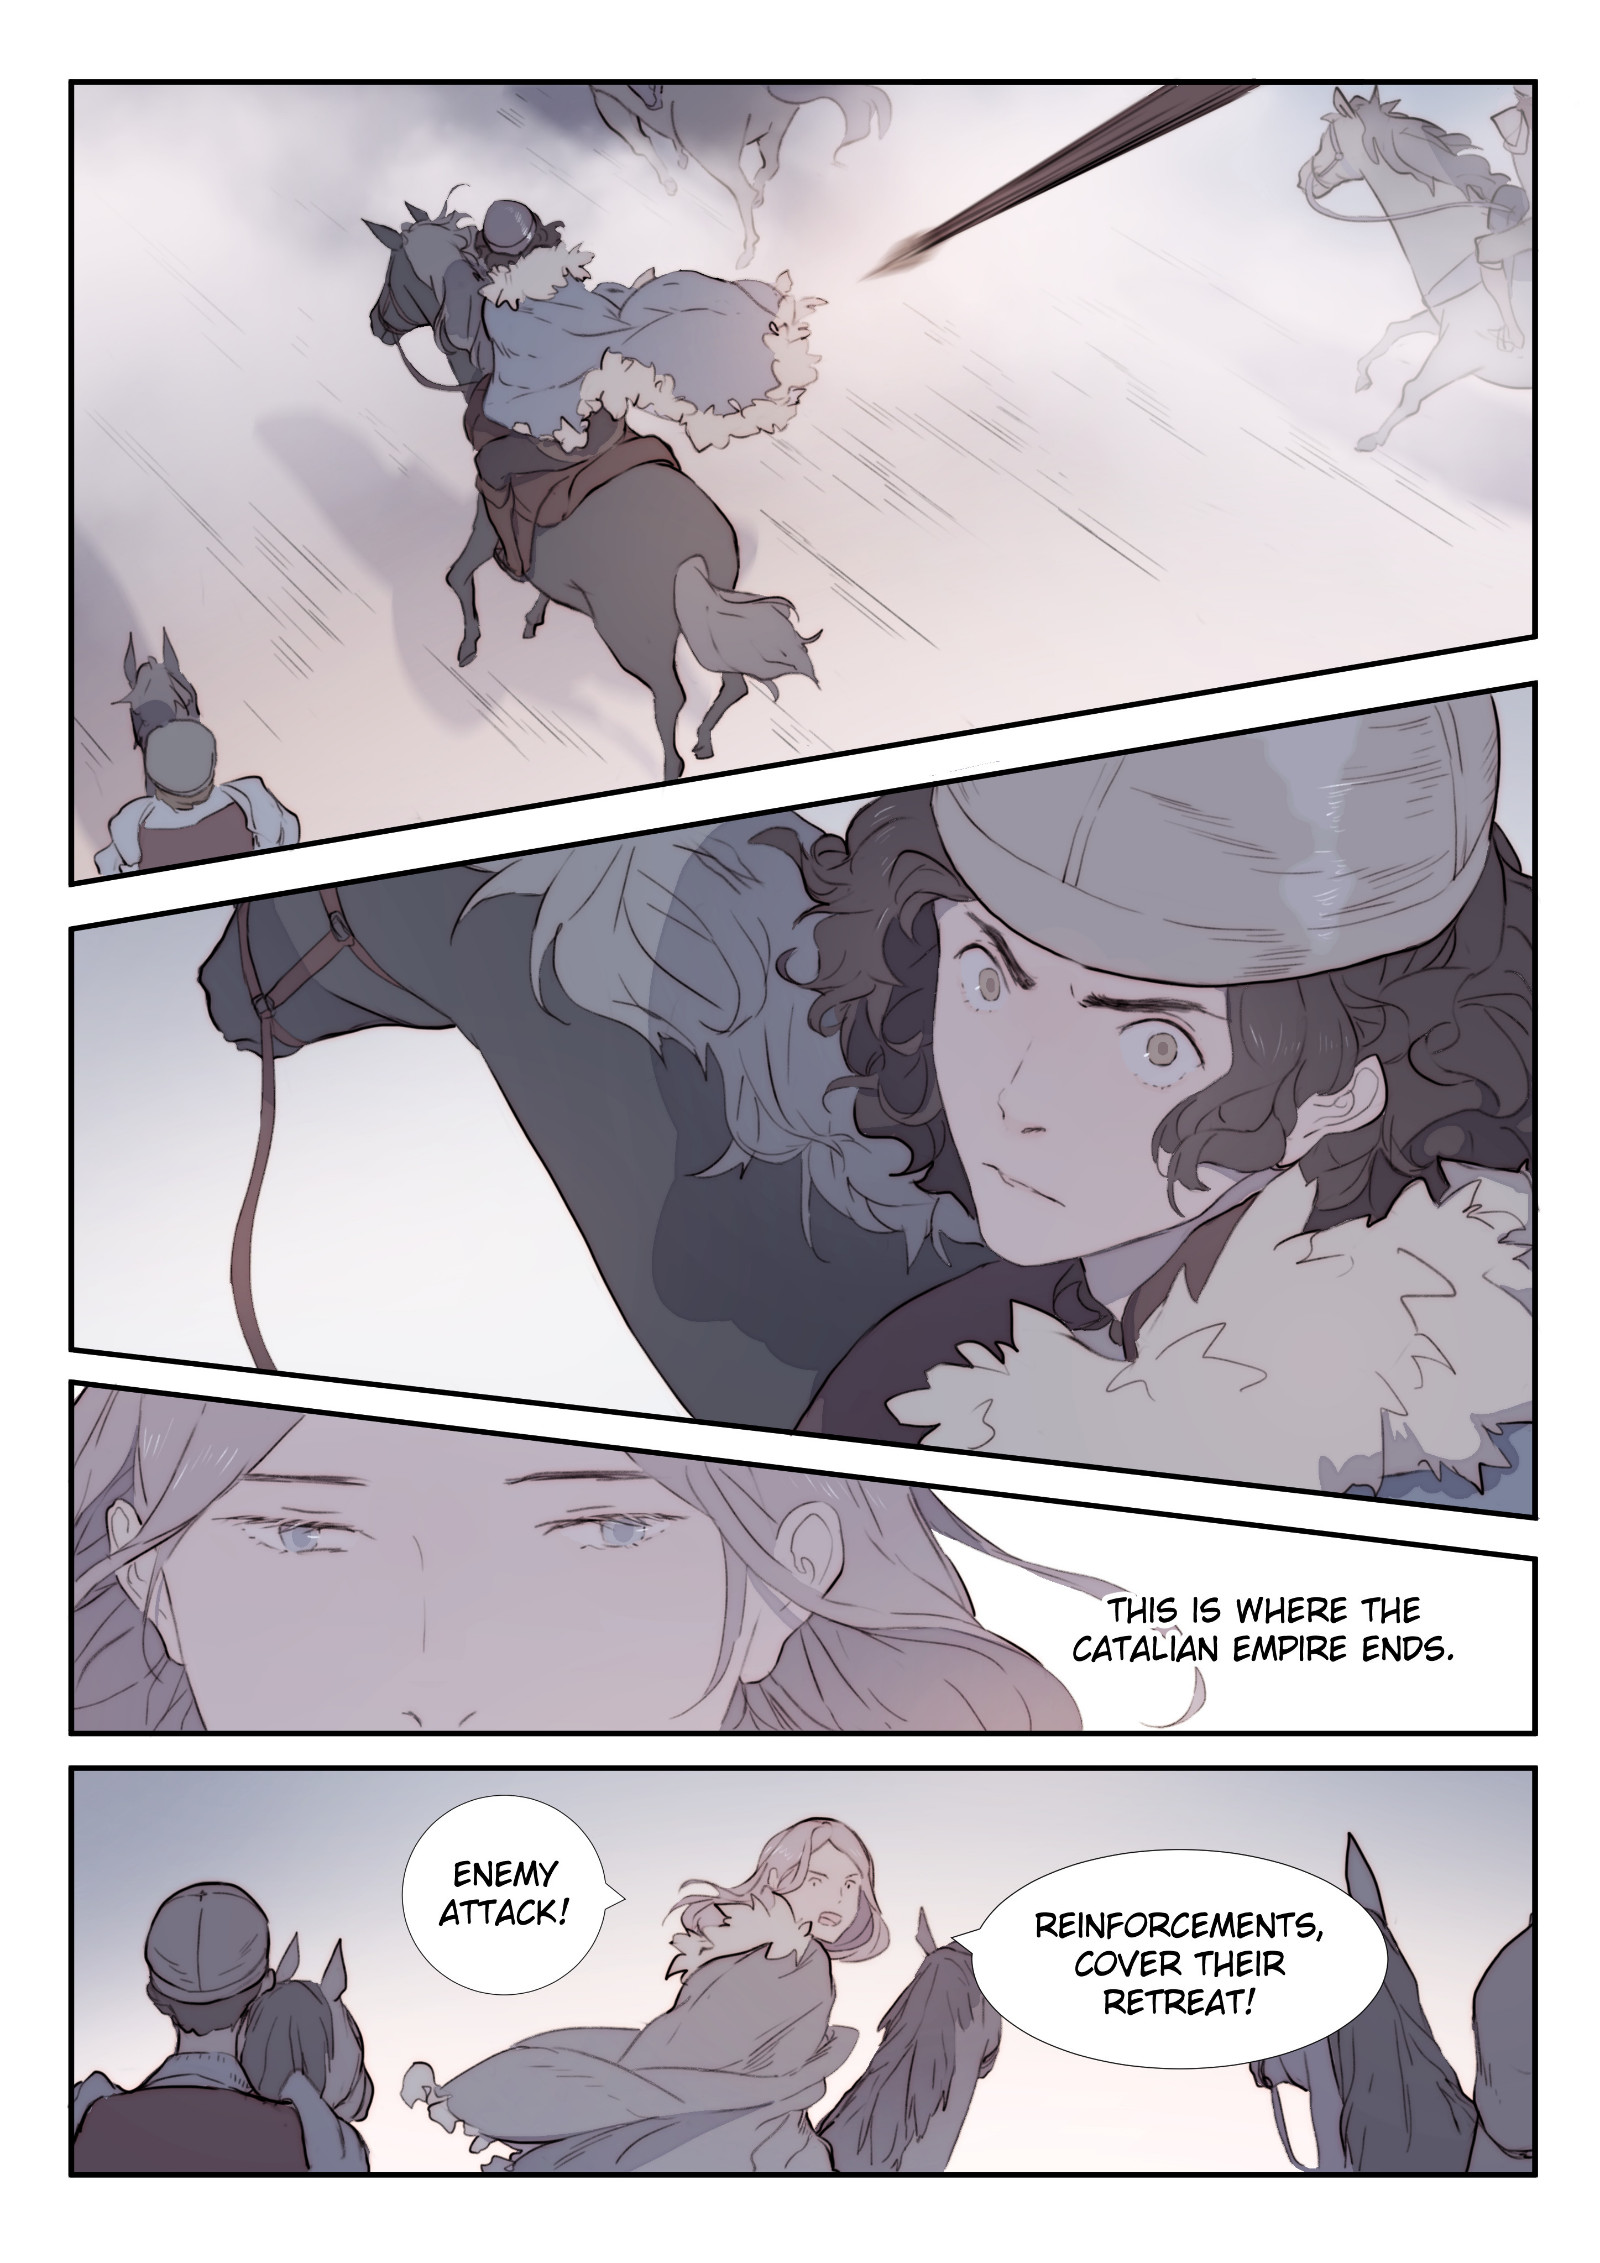 THIS IS WHERE THE
CATALIAN EMPIRE ENDS.
ENEMY
ATTACK!
REINFORCEMENTS,
COVER THEIR
RETREAT!